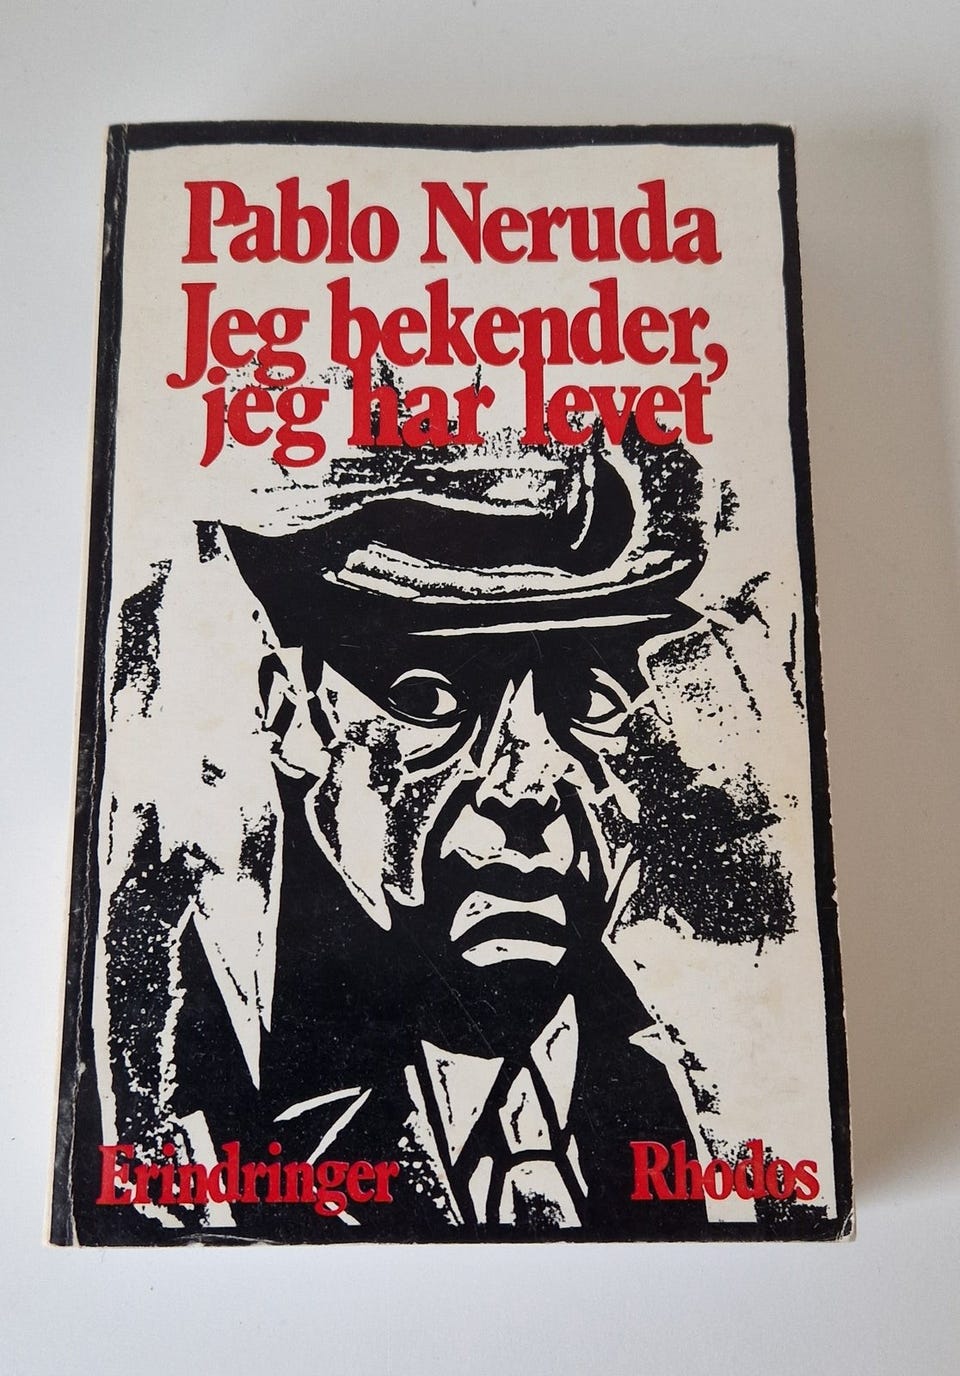 Pablo Neruda
Jeg bekender,
jeg har levet
Erindringer
Rhodos